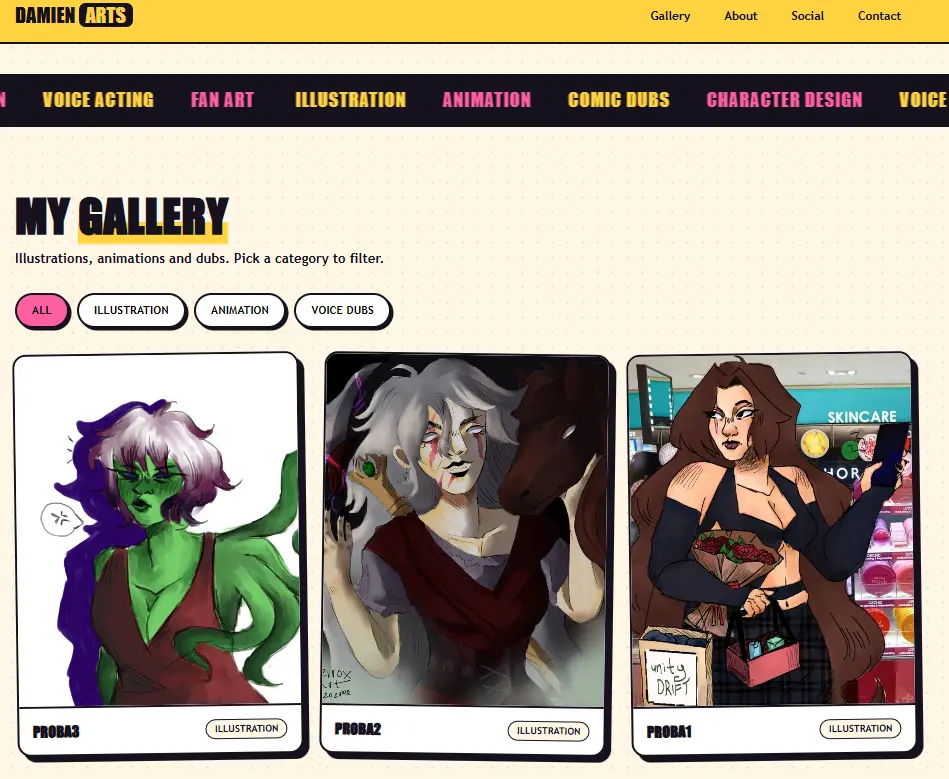 DAMIEN ARTS
Gallery About Social Contact
VOICE ACTING FAN ART ILLUSTRATION ANIMATION COMIC DUBS CHARACTER DESIGN VOICE
MY GALLERY
Illustrations, animations and dubs. Pick a category to filter.
ALL ILLUSTRATION ANIMATION VOICE DUBS
SKINCARE
HOR
unity
DRIFT
PROBA3 ILLUSTRATION
PROBA2 ILLUSTRATION
PROBA1 ILLUSTRATION